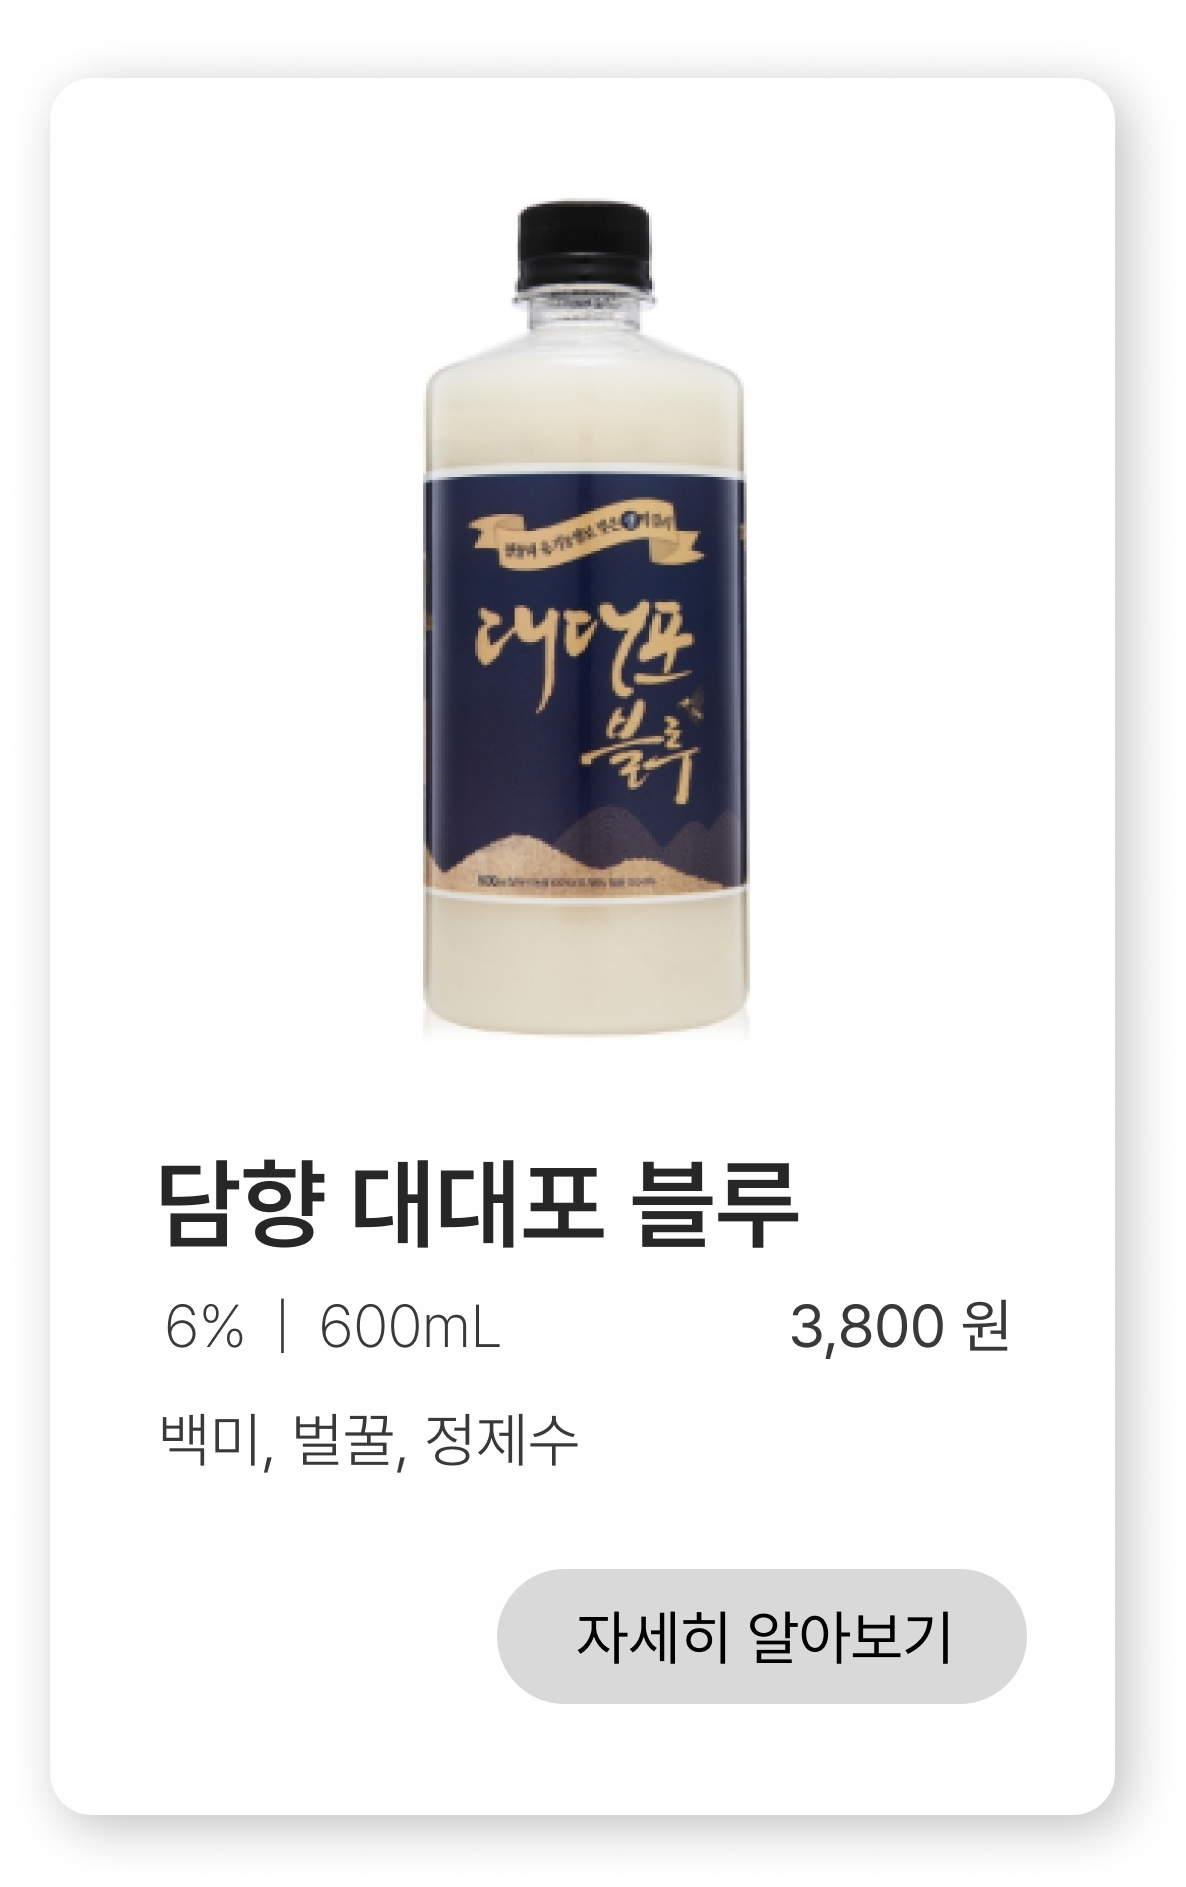 대대포
블루
담향 대대포 블루
6% | 600mL
3,800 원
백미, 벌꿀, 정제수
자세히 알아보기